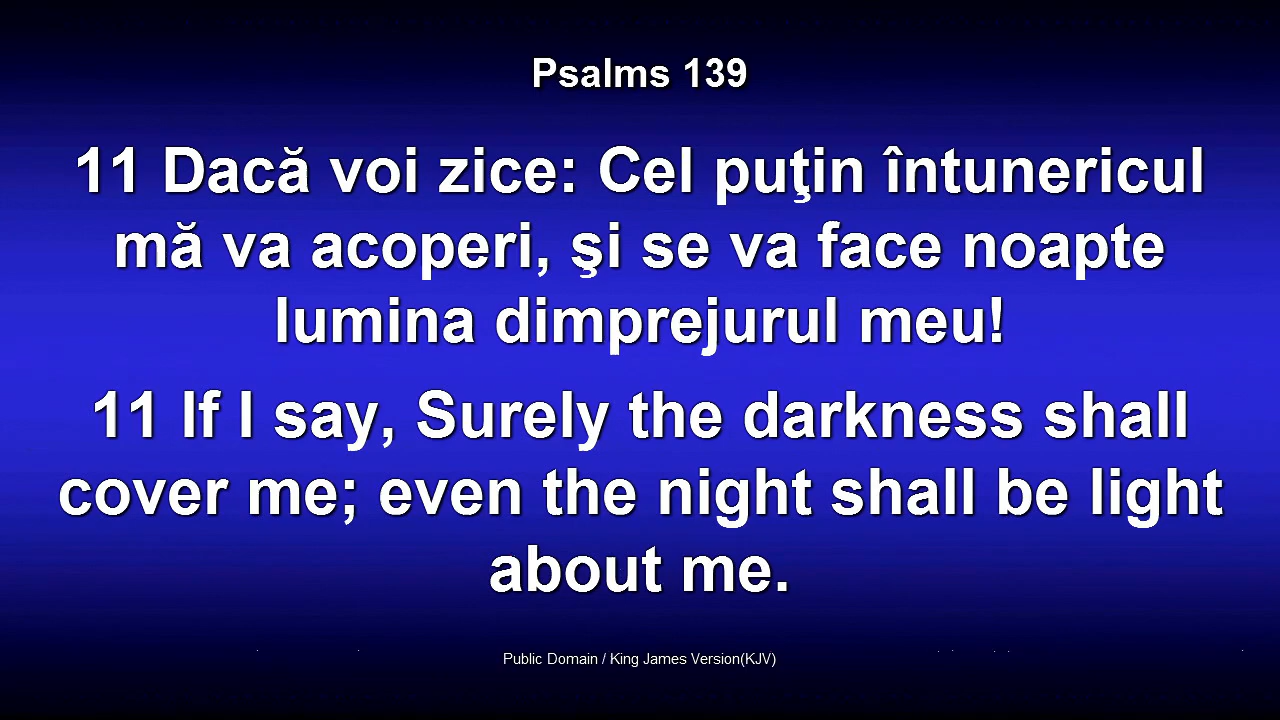 Psalms 139
11 Dacă voi zice: Cel puţin întunericul
mă va acoperi, şi se va face noapte
lumina dimprejurul meu!
11 If I say, Surely the darkness shall
cover me; even the night shall be light
about me.
Public Domain / King James Version(KJV)